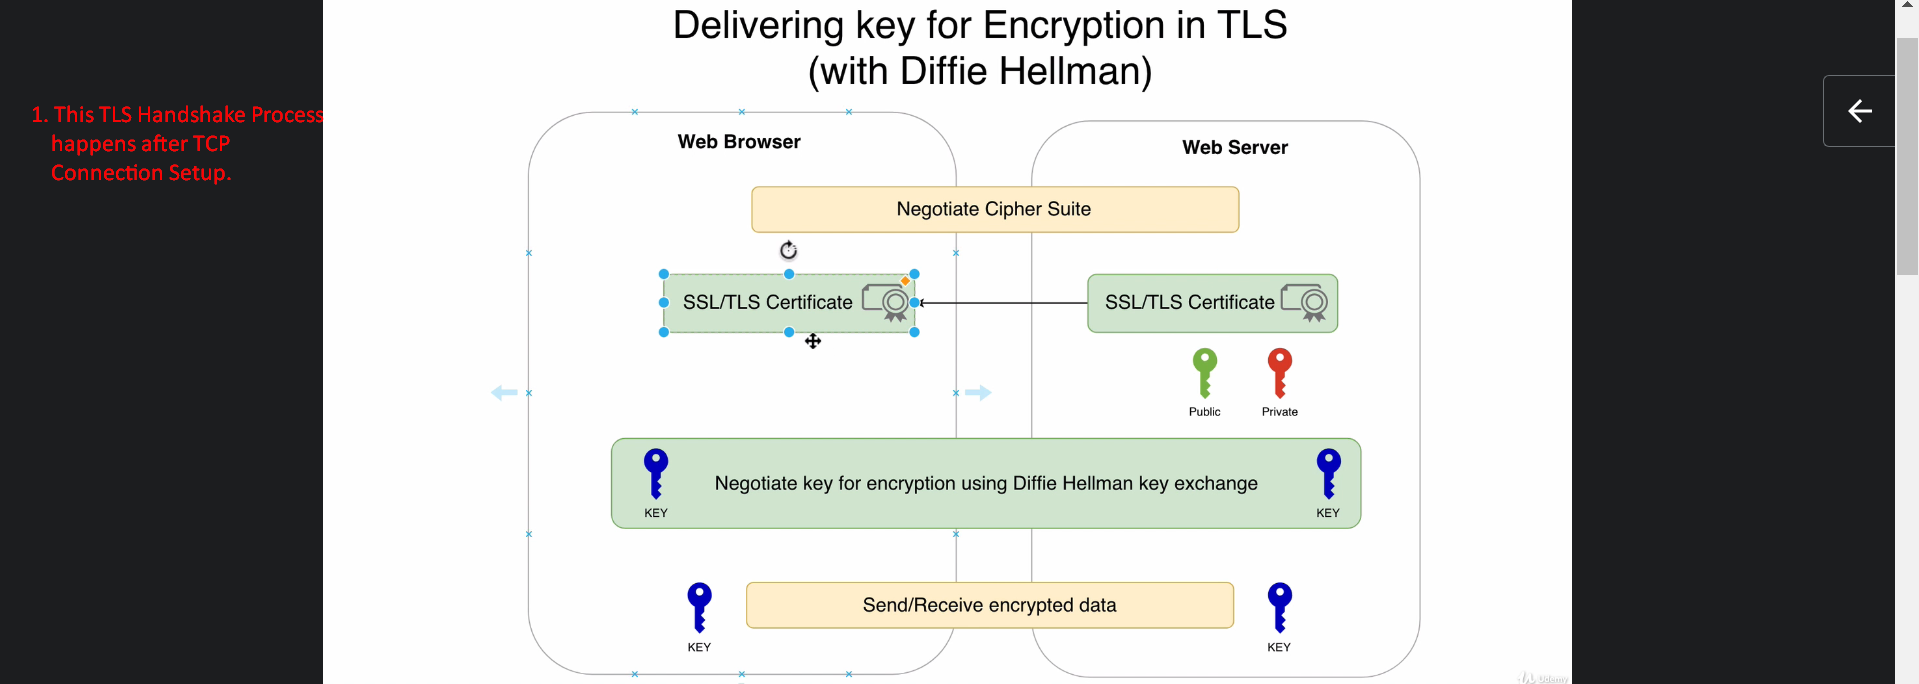 Delivering key for Encryption in TLS
(with Diffie Hellman)
1. This TLS Handshake Process
happens after TCP
Connection Setup.
Web Browser
Web Server
Negotiate Cipher Suite
SSL/TLS Certificate
SSL/TLS Certificate
Public
Private
Negotiate key for encryption using Diffie Hellman key exchange
KEY
KEY
Send/Receive encrypted data
KEY
KEY
Udemy